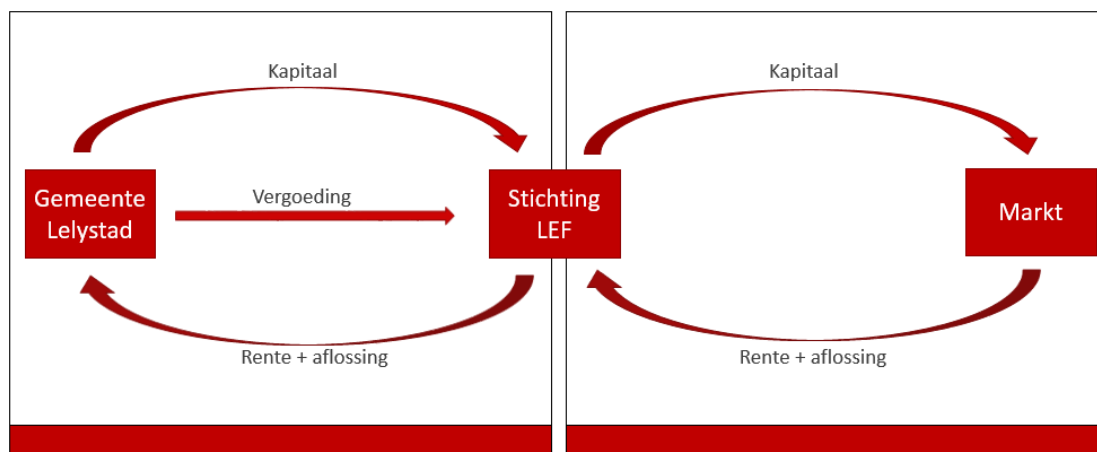 Kapitaal
Kapitaal
Gemeente
Lelystad
Vergoeding
Stichting
LEF
Markt
Rente + aflossing
Rente + aflossing